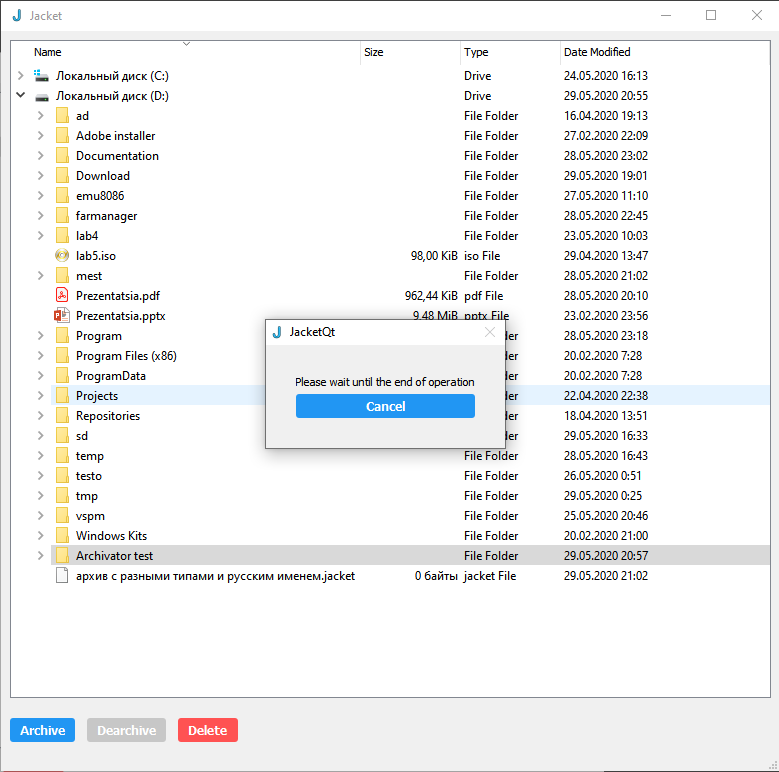 Jacket
Name Size Type Date Modified
Локальный диск (C:) Drive 24.05.2020 16:13
Локальный диск (D:) Drive 29.05.2020 20:55
ad File Folder 16.04.2020 19:13
Adobe installer File Folder 27.02.2020 22:09
Documentation File Folder 28.05.2020 23:02
Download File Folder 29.05.2020 19:01
emu8086 File Folder 27.05.2020 11:10
farmanager File Folder 28.05.2020 22:45
lab4 File Folder 23.05.2020 10:03
lab5.iso 98,00 KiB iso File 29.04.2020 13:47
mest File Folder 28.05.2020 21:02
Prezentatsia.pdf 962,44 KiB pdf File 28.05.2020 20:10
Prezentatsia.pptx 9,48 MiB pptx File 23.02.2020 23:56
Program 28.05.2020 23:18
Program Files (x86) 20.02.2020 7:28
ProgramData 20.02.2020 7:28
Projects 22.04.2020 22:38
Repositories 18.04.2020 13:51
sd 29.05.2020 16:33
temp File Folder 28.05.2020 16:43
testo File Folder 26.05.2020 0:51
tmp File Folder 29.05.2020 0:25
vspm File Folder 25.05.2020 20:46
Windows Kits File Folder 20.02.2020 21:00
Archivator test File Folder 29.05.2020 20:57
архив с разными типами и русским именем.jacket 0 байты jacket File 29.05.2020 21:02
JacketQt
Please wait until the end of operation
Cancel
Archive Dearchive Delete